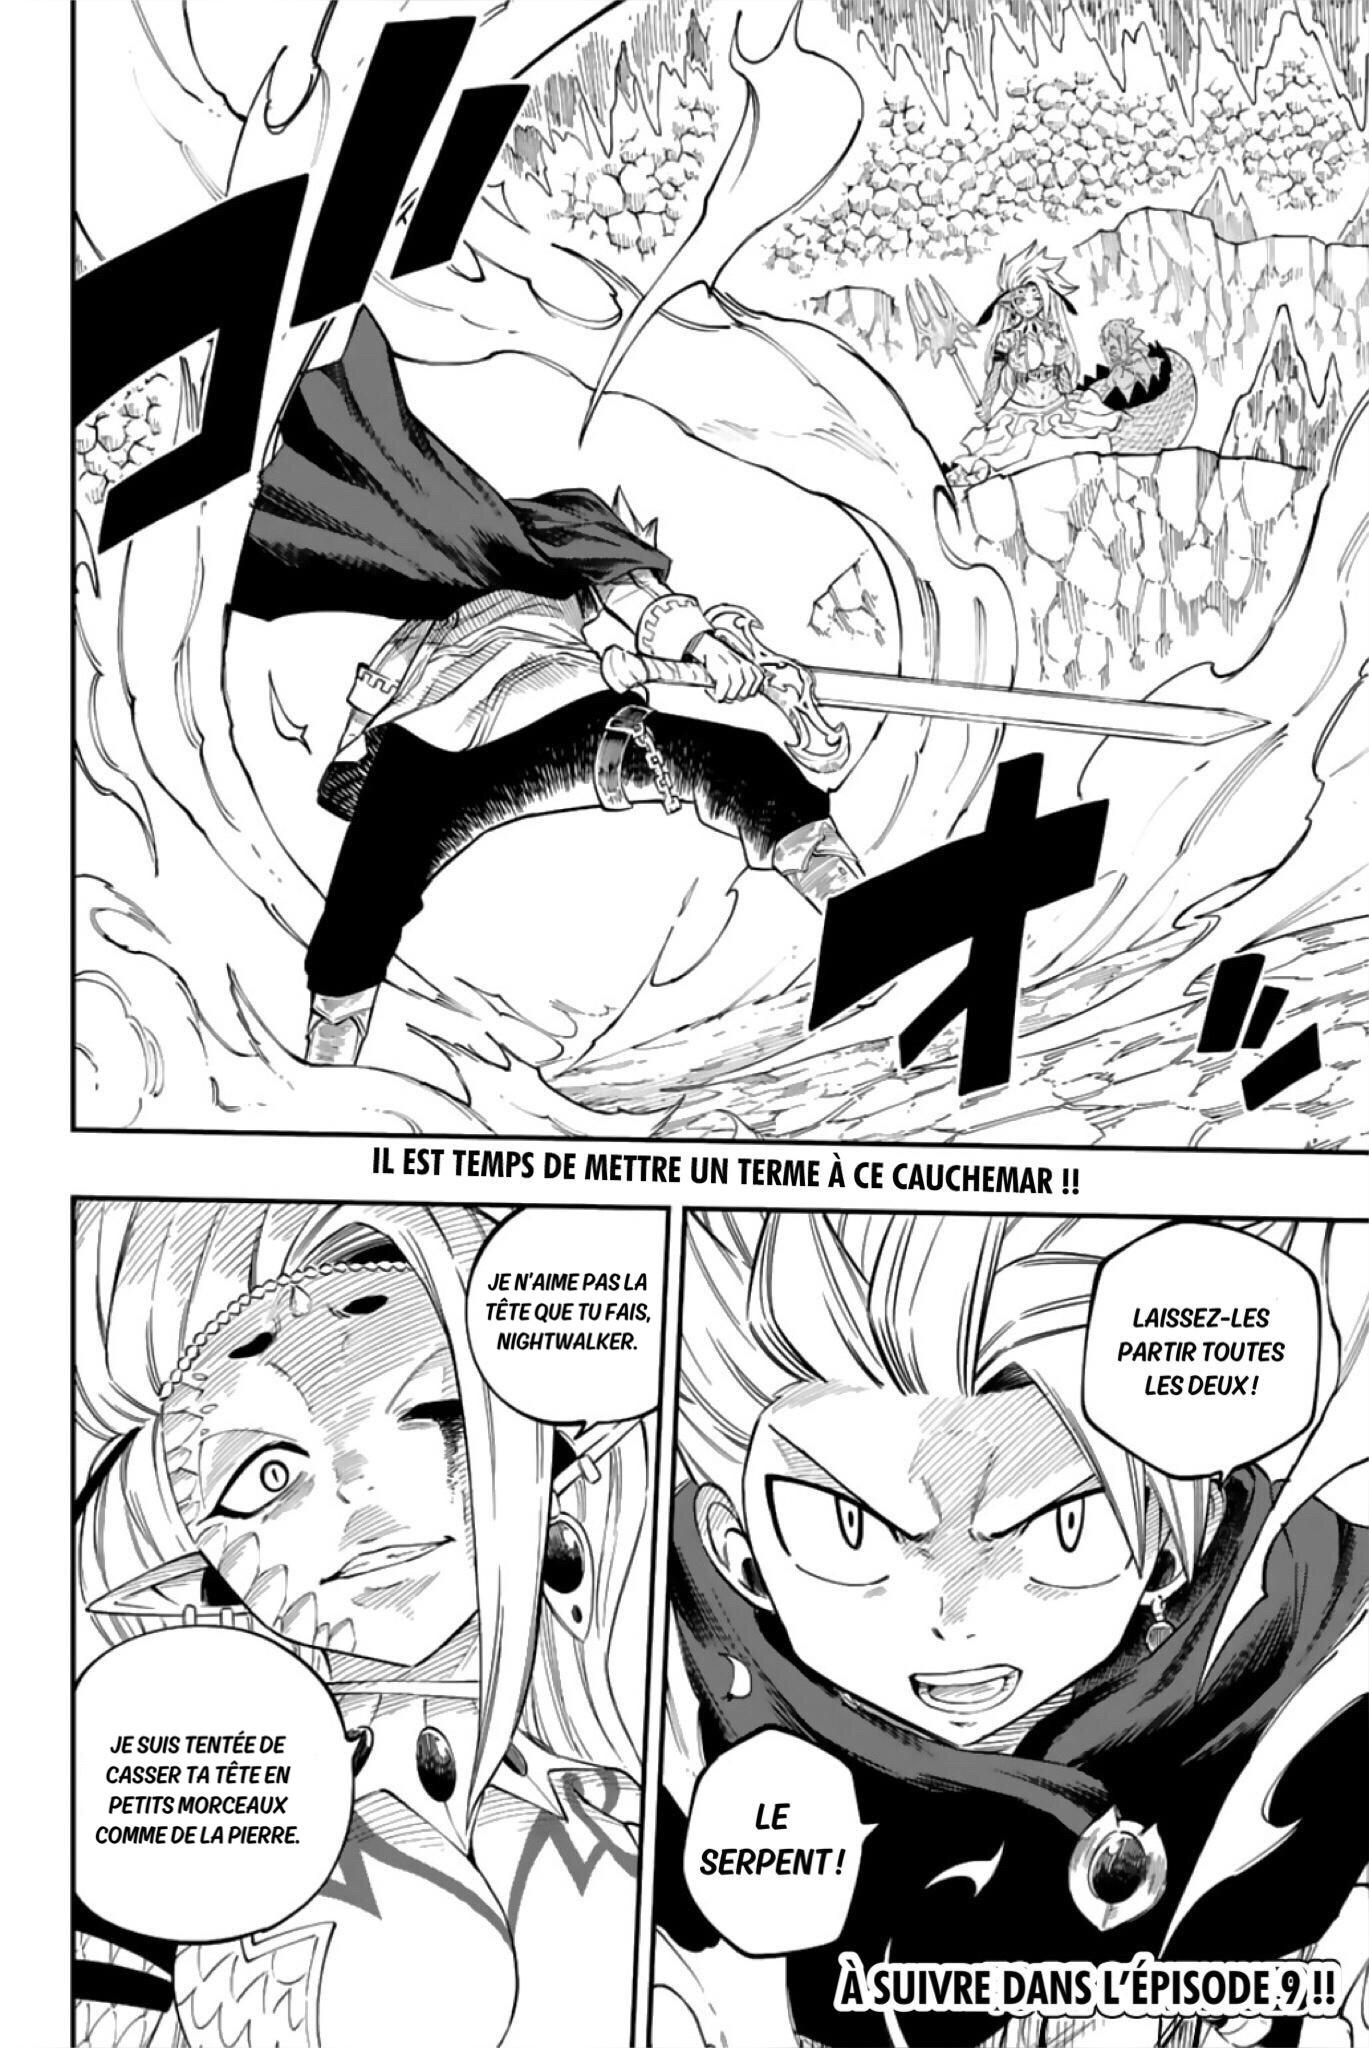 ゴオ
IL EST TEMPS DE METTRE UN TERME À CE CAUCHEMAR !!
LAISSEZ-LES
PARTIR TOUTES
LES DEUX !
LE
SERPENT !
JE N'AIME PAS LA
TÊTE QUE TU FAIS,
NIGHTWALKER.
JE SUIS TENTÉE DE
CASSER TA TÊTE EN
PETITS MORCEAUX
COMME DE LA PIERRE.
À SUIVRE DANS L'ÉPISODE 9 !!